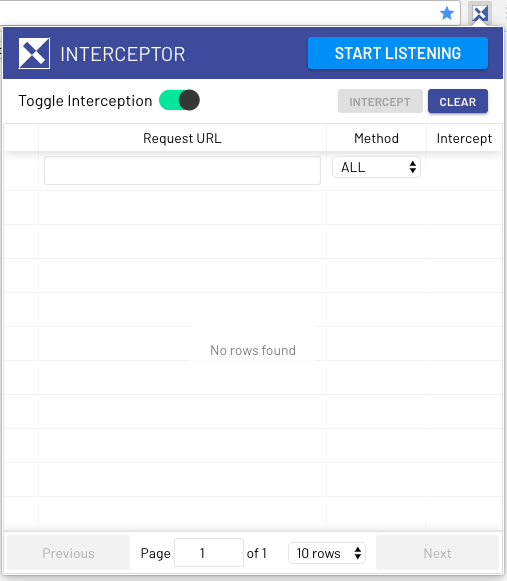 INTERCEPTOR START LISTENING
Toggle Interception INTERCEPT CLEAR
Request URL Method Intercept
ALL
No rows found
Previous Page 1 of 1 10 rows Next